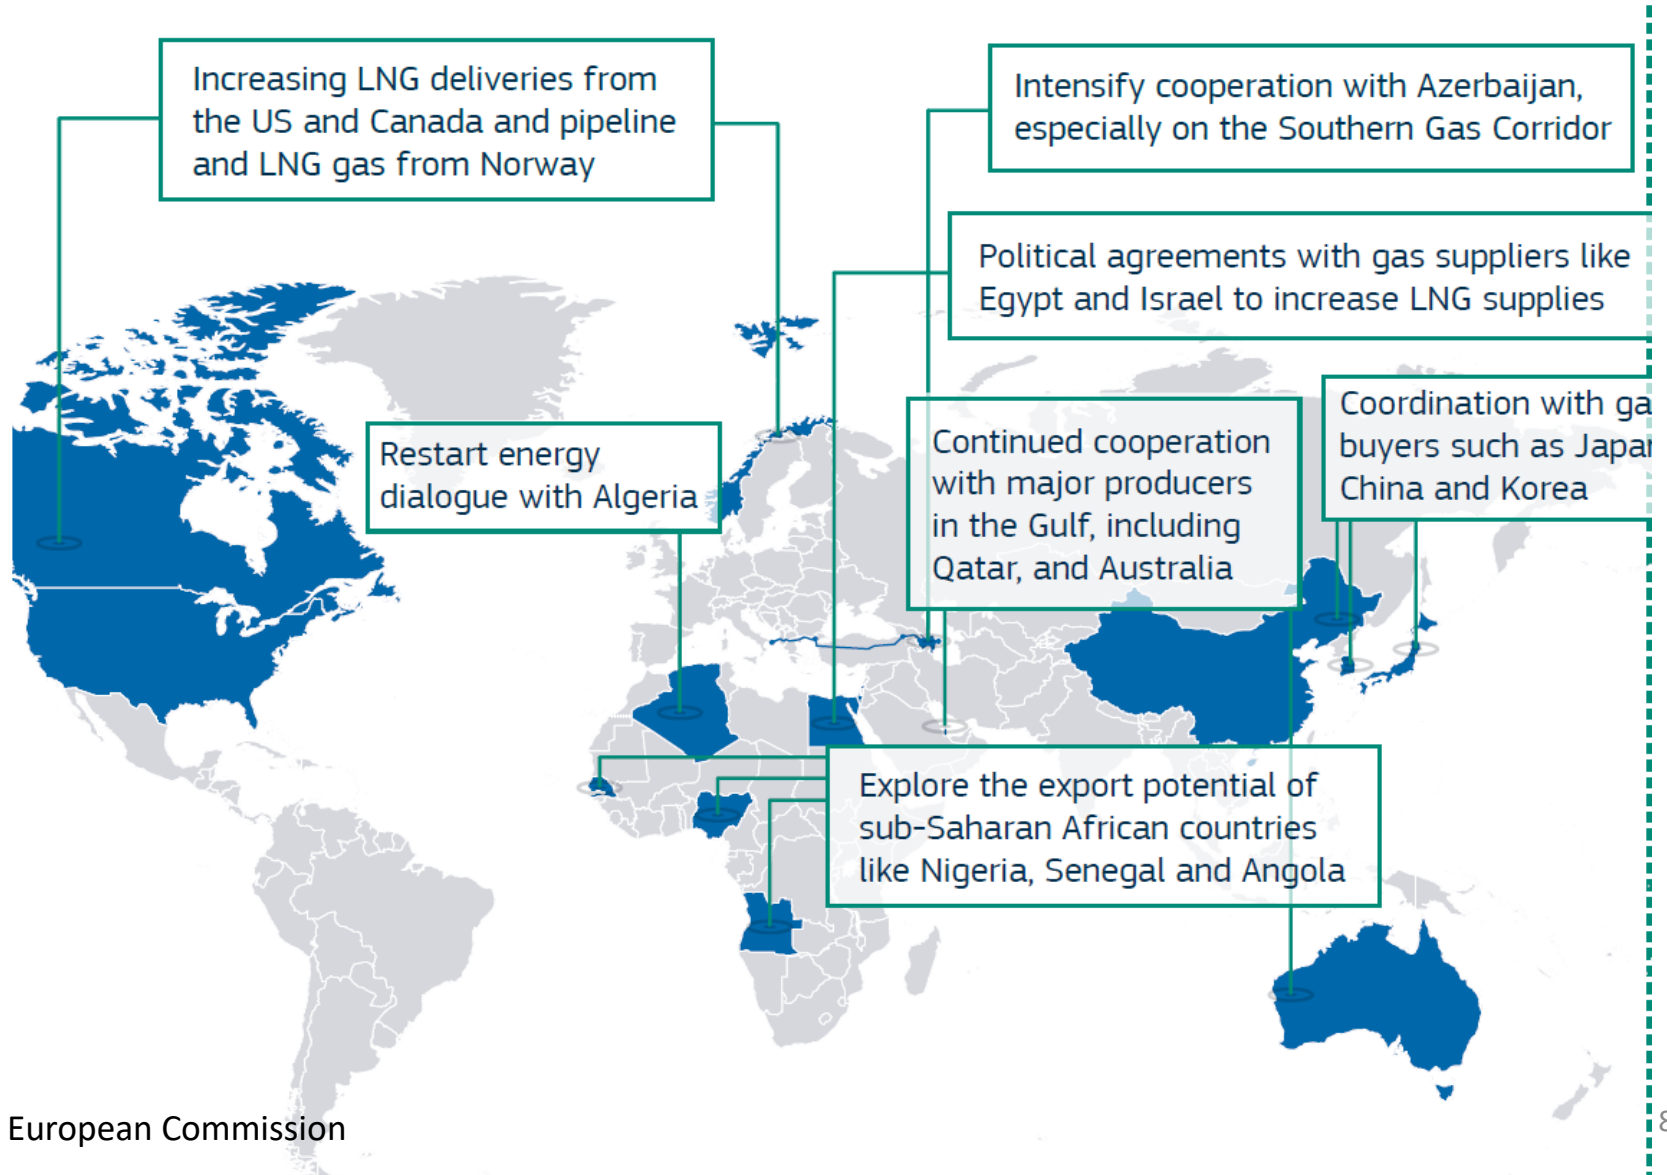 Increasing LNG deliveries from
the US and Canada and pipeline
and LNG gas from Norway
Intensify cooperation with Azerbaijan,
especially on the Southern Gas Corridor
Political agreements with gas suppliers like
Egypt and Israel to increase LNG supplies
Restart energy
dialogue with Algeria
Continued cooperation
with major producers
in the Gulf, including
Qatar, and Australia
Coordination with
buyers such as
China and Korea
Explore the export potential of
sub-Saharan African countries
like Nigeria, Senegal and Angola
European Commission